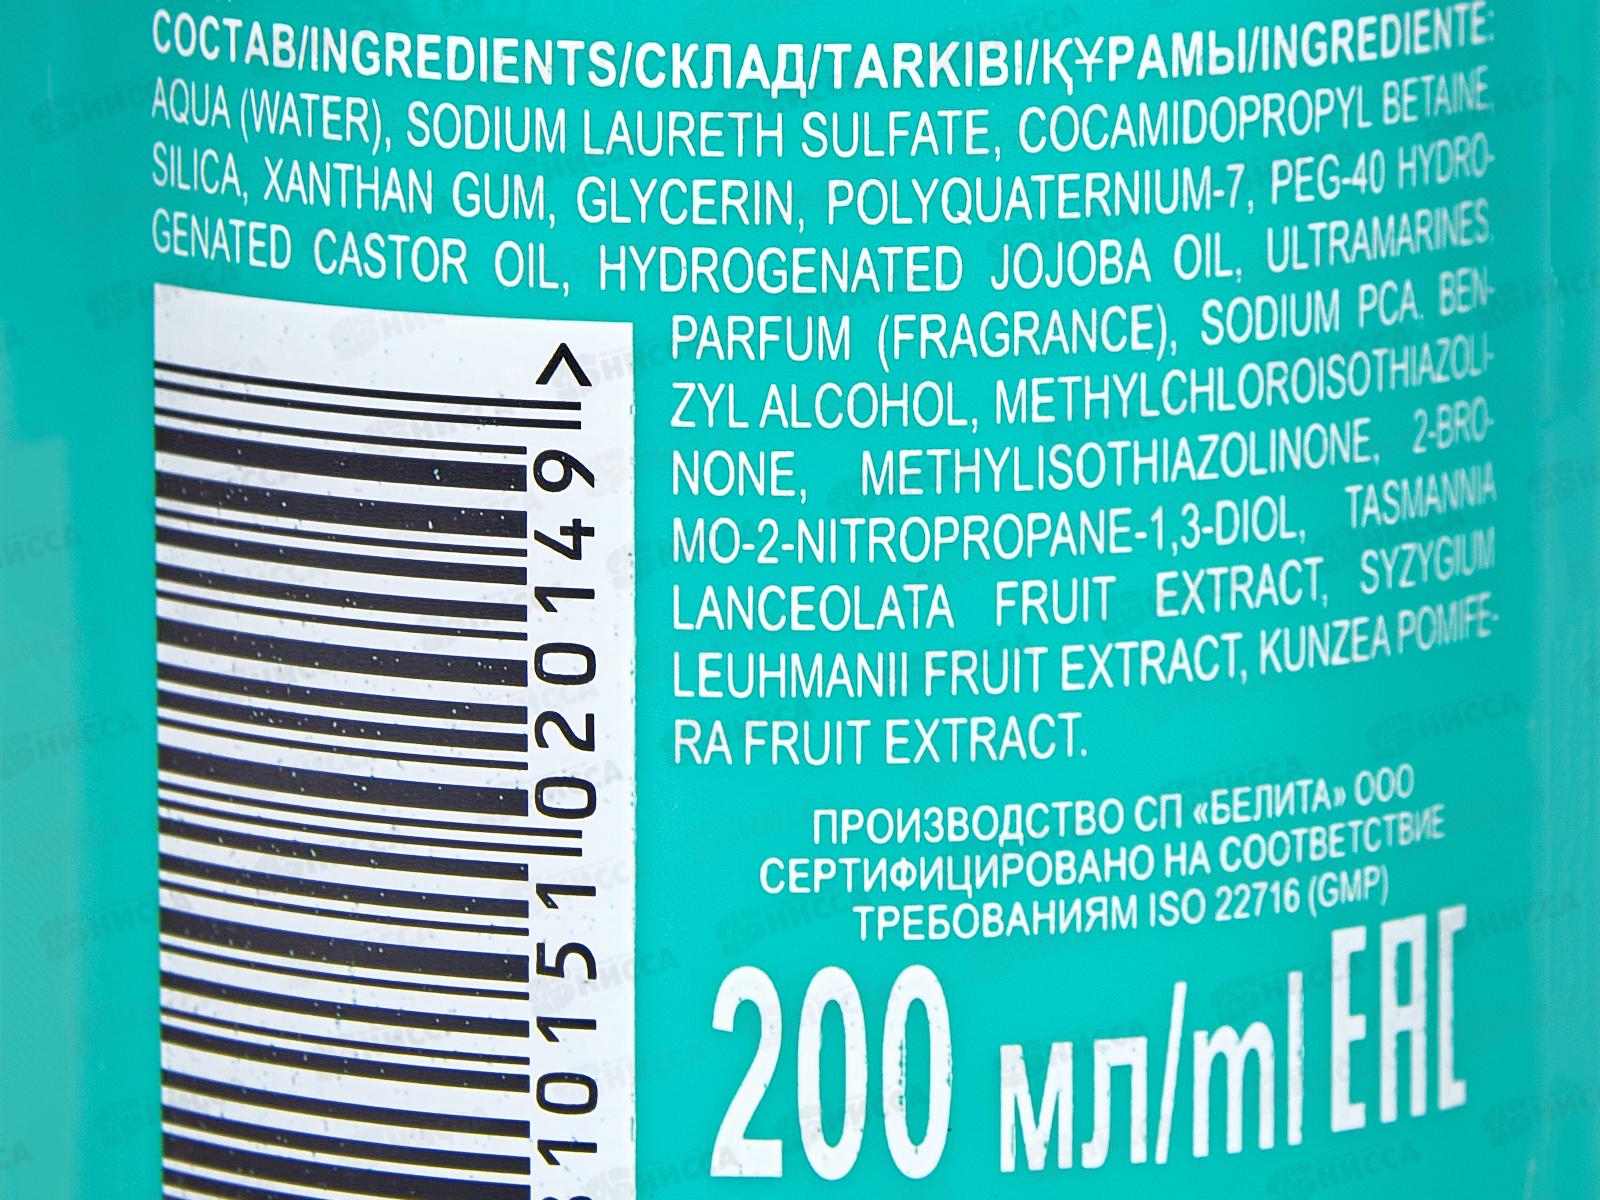 СОСТАВ/INGREDIENTS/СКЛАД/TARKIBI/ҚҰРАМЫ/INGREDIENTE:
AQUA (WATER), SODIUM LAURETH SULFATE, COCAMIDOPROPYL BETAINE,
SILICA, XANTHAN GUM, GLYCERIN, POLYQUATERNIUM-7, PEG-40 HYDRO-
GENATED CASTOR OIL, HYDROGENATED JOJOBA OIL, ULTRAMARINES,
PARFUM (FRAGRANCE), SODIUM PCA, BEN-
ZYL ALCOHOL, METHYLCHLOROISOTHIAZOLI-
NONE, METHYLISOTHIAZOLINONE, 2-BRO-
MO-2-NITROPROPANE-1,3-DIOL, TASMANNIA
LANCEOLATA FRUIT EXTRACT, SYZYGIUM
LEUHMANII FRUIT EXTRACT, KUNZEA POMIFE-
RA FRUIT EXTRACT.
ПРОИЗВОДСТВО СП «БЕЛИТА» ООО
СЕРТИФИЦИРОВАНО НА СООТВЕТСТВИЕ
ТРЕБОВАНИЯМ ISO 22716 (GMP)
200 мл/ml EAC
810151 020149 >